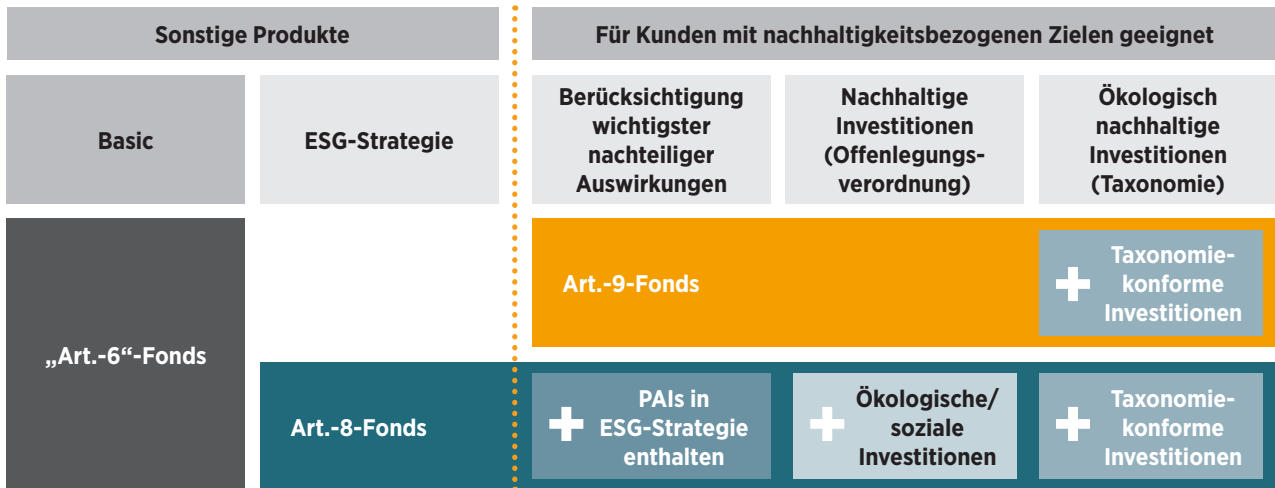 Sonstige Produkte
Für Kunden mit nachhaltigkeitsbezogenen Zielen geeignet
Basic
ESG-Strategie
Berücksichtigung
wichtigster
nachteiliger
Auswirkungen
Nachhaltige
Investitionen
(Offenlegungs-
verordnung)
Ökologisch
nachhaltige
Investitionen
(Taxonomie)
„Art.-6“-Fonds
Art.-9-Fonds
Taxonomie-
konforme
Investitionen
Art.-8-Fonds
PAIs in
ESG-Strategie
enthalten
Ökologische/
soziale
Investitionen
Taxonomie-
konforme
Investitionen